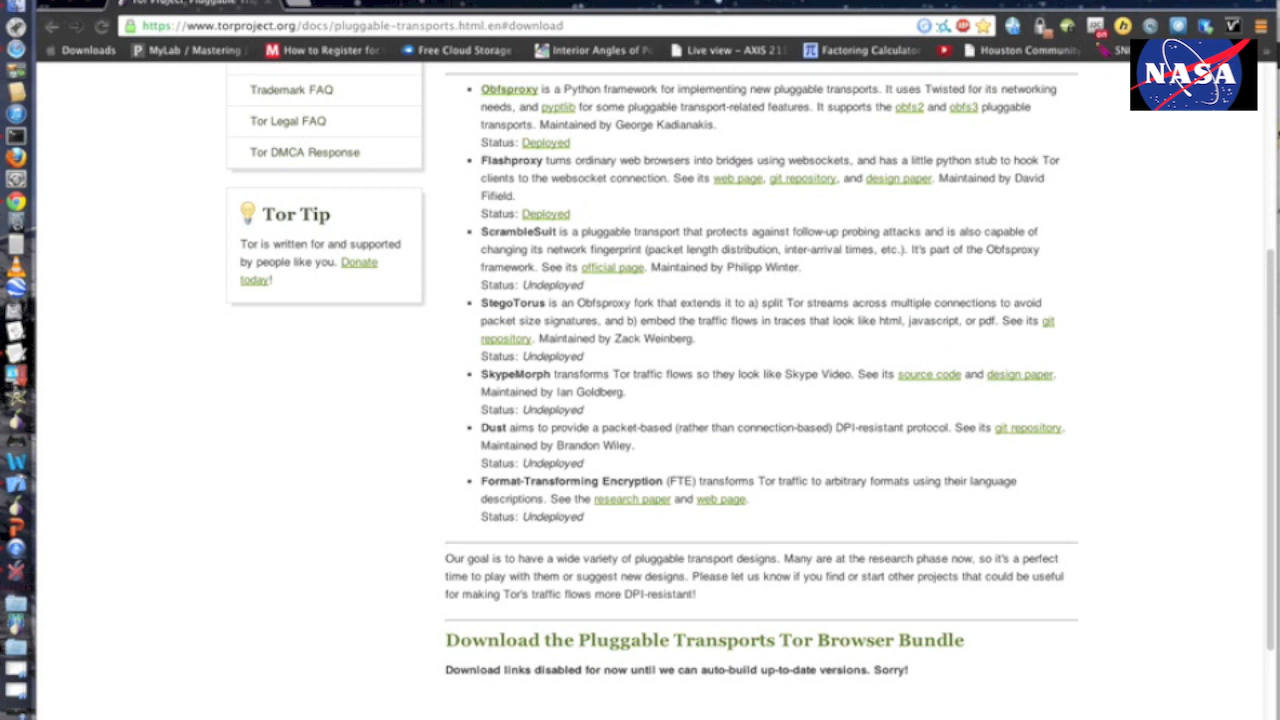 Tor Project: Pluggable
https://www.torproject.org/docs/pluggable-transports.html.en#download
Downloads MyLab / Mastering How to Register for Free Cloud Storage Interior Angles of Po Live view - AXIS 21 Factoring Calculator Houston Communit
NASA
Trademark FAQ
Tor Legal FAQ
Tor DMCA Response
Tor Tip
Tor is written for and supported
by people like you. Donate
today!
Obfsproxy is a Python framework for implementing new pluggable transports. It uses Twisted for its networking
needs, and pyptlib for some pluggable transport-related features. It supports the obfs2 and obfs3 pluggable
transports. Maintained by George Kadianakis.
Status: Deployed
Flashproxy turns ordinary web browsers into bridges using websockets, and has a little python stub to hook Tor
clients to the websocket connection. See its web page, git repository, and design paper. Maintained by David
Fifield.
Status: Deployed
ScrambleSuit is a pluggable transport that protects against follow-up probing attacks and is also capable of
changing its network fingerprint (packet length distribution, inter-arrival times, etc.). It's part of the Obfsproxy
framework. See its official page. Maintained by Philipp Winter.
Status: Undeployed
StegoTorus is an Obfsproxy fork that extends it to a) split Tor streams across multiple connections to avoid
packet size signatures, and b) embed the traffic flows in traces that look like html, javascript, or pdf. See its git
repository. Maintained by Zack Weinberg.
Status: Undeployed
SkypeMorph transforms Tor traffic flows so they look like Skype Video. See its source code and design paper.
Maintained by Ian Goldberg.
Status: Undeployed
Dust aims to provide a packet-based (rather than connection-based) DPI-resistant protocol. See its git repository.
Maintained by Brandon Wiley.
Status: Undeployed
Format-Transforming Encryption (FTE) transforms Tor traffic to arbitrary formats using their language
descriptions. See the research paper and web page.
Status: Undeployed
Our goal is to have a wide variety of pluggable transport designs. Many are at the research phase now, so it's a perfect
time to play with them or suggest new designs. Please let us know if you find or start other projects that could be useful
for making Tor's traffic flows more DPI-resistant!
Download the Pluggable Transports Tor Browser Bundle
Download links disabled for now until we can auto-build up-to-date versions. Sorry!